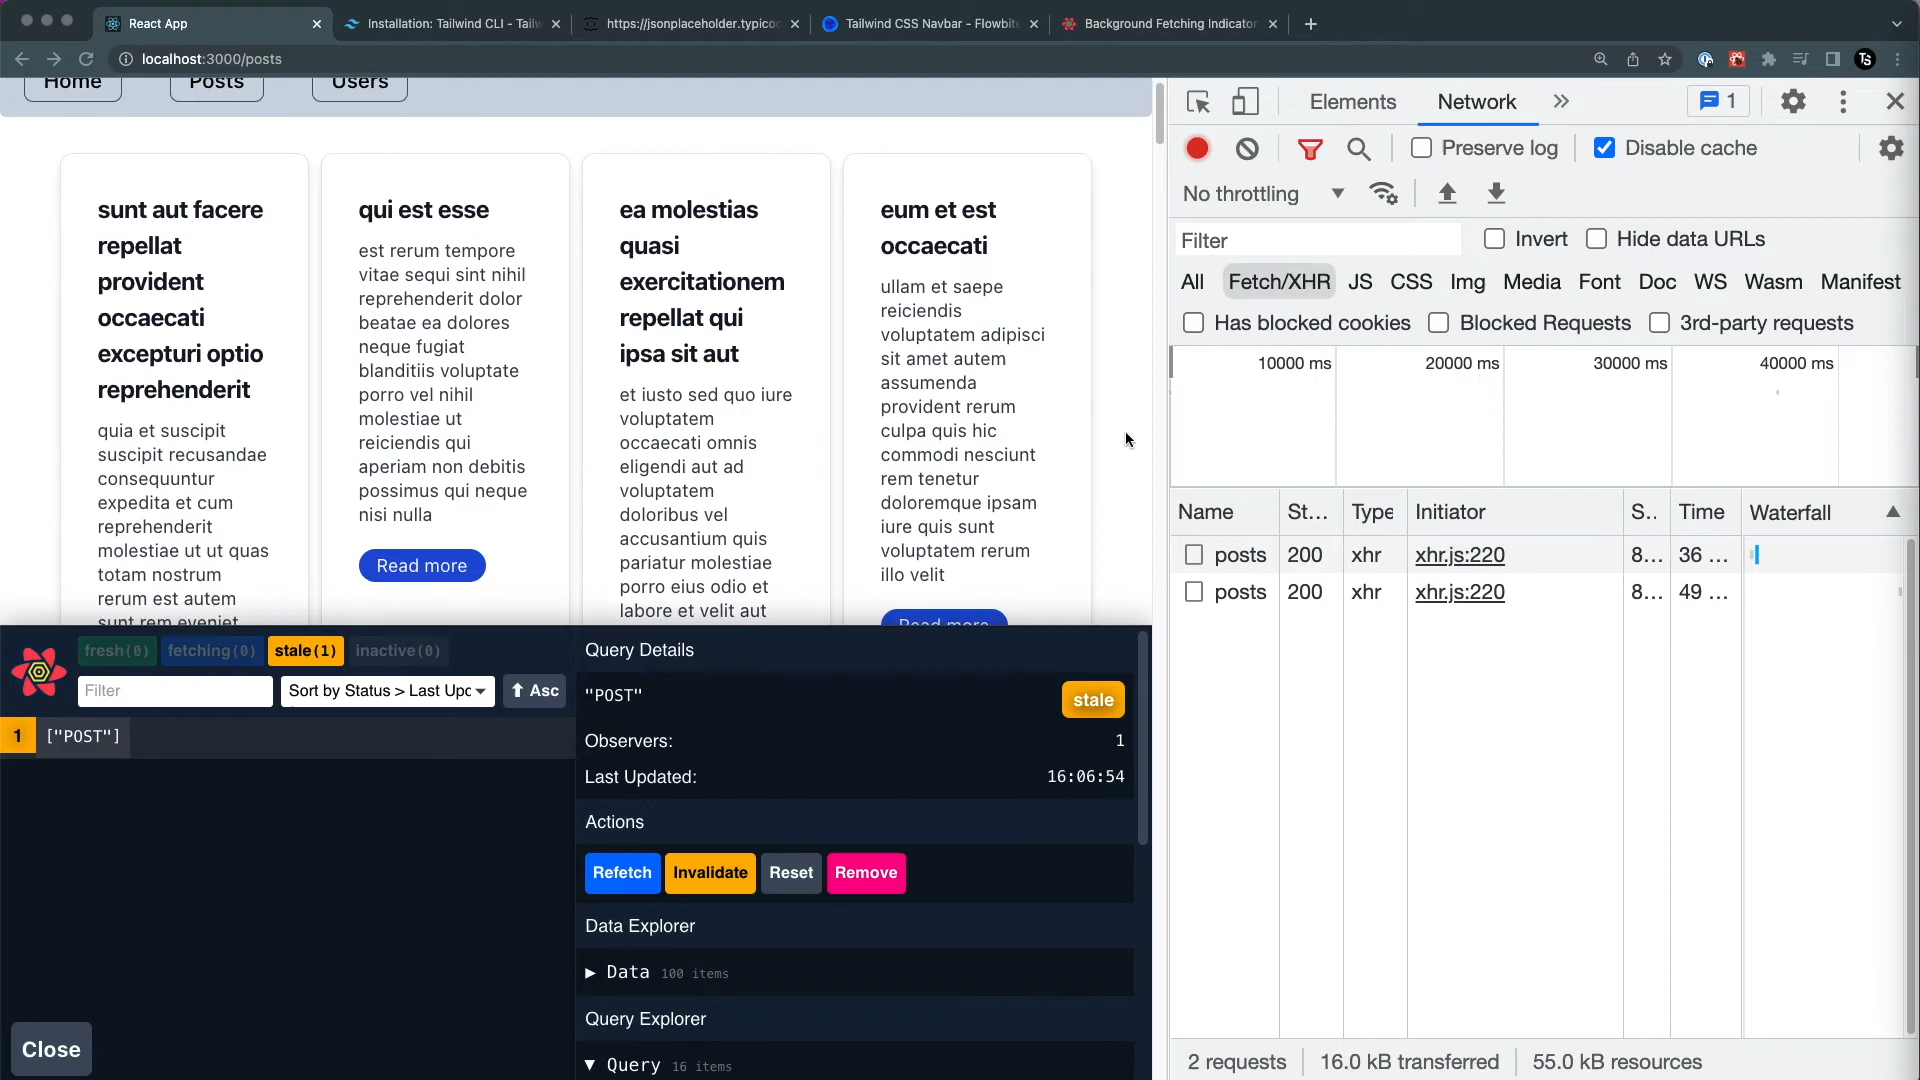 React App
Installation: Tailwind CLI - Tailw
https://jsonplaceholder.typicoc
Tailwind CSS Navbar - Flowbite
Background Fetching Indicator
localhost:3000/posts
TS
Home
Posts
Users
sunt aut facere
repellat
provident
occaecati
excepturi optio
reprehenderit
quia et suscipit
suscipit recusandae
consequuntur
expedita et cum
reprehenderit
molestiae ut ut quas
totam nostrum
rerum est autem
sunt rem eveniet
qui est esse
est rerum tempore
vitae sequi sint nihil
reprehenderit dolor
beatae ea dolores
neque fugiat
blanditiis voluptate
porro vel nihil
molestiae ut
reiciendis qui
aperiam non debitis
possimus qui neque
nisi nulla
Read more
ea molestias
quasi
exercitationem
repellat qui
ipsa sit aut
et iusto sed quo iure
voluptatem
occaecati omnis
eligendi aut ad
voluptatem
doloribus vel
accusantium quis
pariatur molestiae
porro eius odio et
labore et velit aut
eum et est
occaecati
ullam et saepe
reiciendis
voluptatem adipisci
sit amet autem
assumenda
provident rerum
culpa quis hic
commodi nesciunt
rem tenetur
doloremque ipsam
iure quis sunt
voluptatem rerum
illo velit
Read more
fresh(0) fetching(0) stale(1) inactive(0)
Filter
Sort by Status > Last Upc
Asc
1 ["POST"]
Close
Query Details
"POST"
stale
Observers: 1
Last Updated: 16:06:54
Actions
Refetch Invalidate Reset Remove
Data Explorer
▶ Data 100 items
Query Explorer
▼ Query 16 items
Elements Network 1
Preserve log Disable cache
No throttling
Filter Invert Hide data URLs
All Fetch/XHR JS CSS Img Media Font Doc WS Wasm Manifest
Has blocked cookies Blocked Requests 3rd-party requests
10000 ms 20000 ms 30000 ms 40000 ms
Name St... Type Initiator S.. Time Waterfall
posts 200 xhr xhr.js:220 8... 36 ...
posts 200 xhr xhr.js:220 8... 49 ...
2 requests 16.0 kB transferred 55.0 kB resources